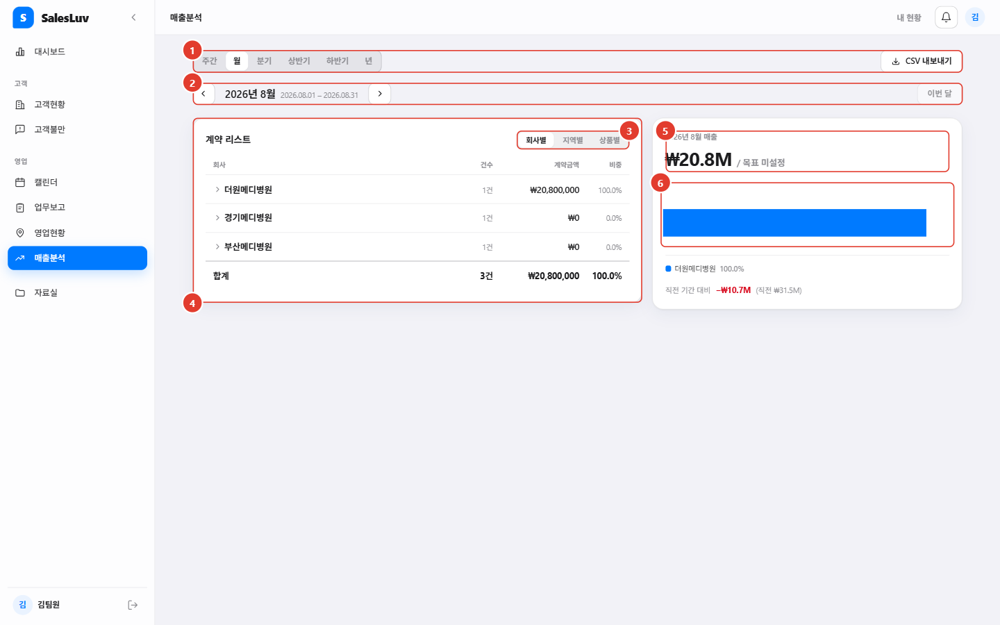 S SalesLuv
매출분석
내 현황
김
대시보드
고객
고객현황
고객불만
영업
캘린더
업무보고
영업현황
매출분석
자료실
김 김팀원
1
주간 월 분기 상반기 하반기 년
CSV 내보내기
2
2026년 8월 2026.08.01 – 2026.08.31
이번 달
계약 리스트
회사별 지역별 상품별
3
회사 건수 계약금액 비중
더원메디병원 1건 ₩20,800,000 100.0%
경기메디병원 1건 ₩0 0.0%
부산메디병원 1건 ₩0 0.0%
합계 3건 ₩20,800,000 100.0%
4
5
26년 8월 매출
₩20.8M / 목표 미설정
6
더원메디병원 100.0%
직전 기간 대비 −₩10.7M (직전 ₩31.5M)